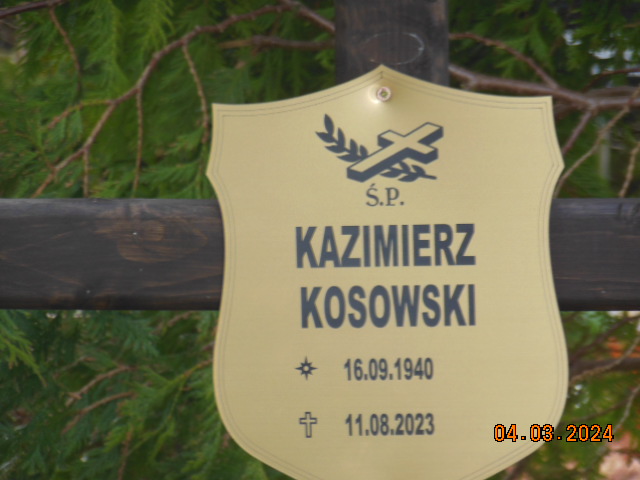 Ś.P.
KAZIMIERZ
KOSOWSKI
16.09.1940
11.08.2023
04.03.2024